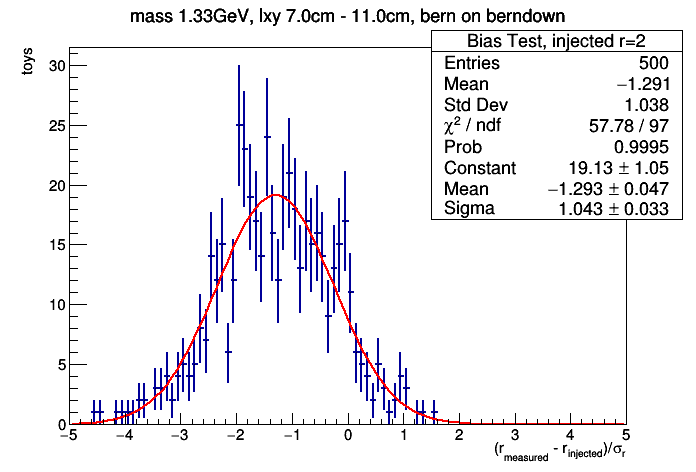 mass 1.33GeV, lxy 7.0cm - 11.0cm, bern on berndown
Bias Test, injected r=2
Entries 500
Mean −1.291
Std Dev 1.038
χ² / ndf 57.78 / 97
Prob 0.9995
Constant 19.13 ± 1.05
Mean −1.293 ± 0.047
Sigma 1.043 ± 0.033
toys
30
25
20
15
10
5
0
−5 −4 −3 −2 −1 0 1 2 3 4 5
(r_measured - r_injected)/σ_r